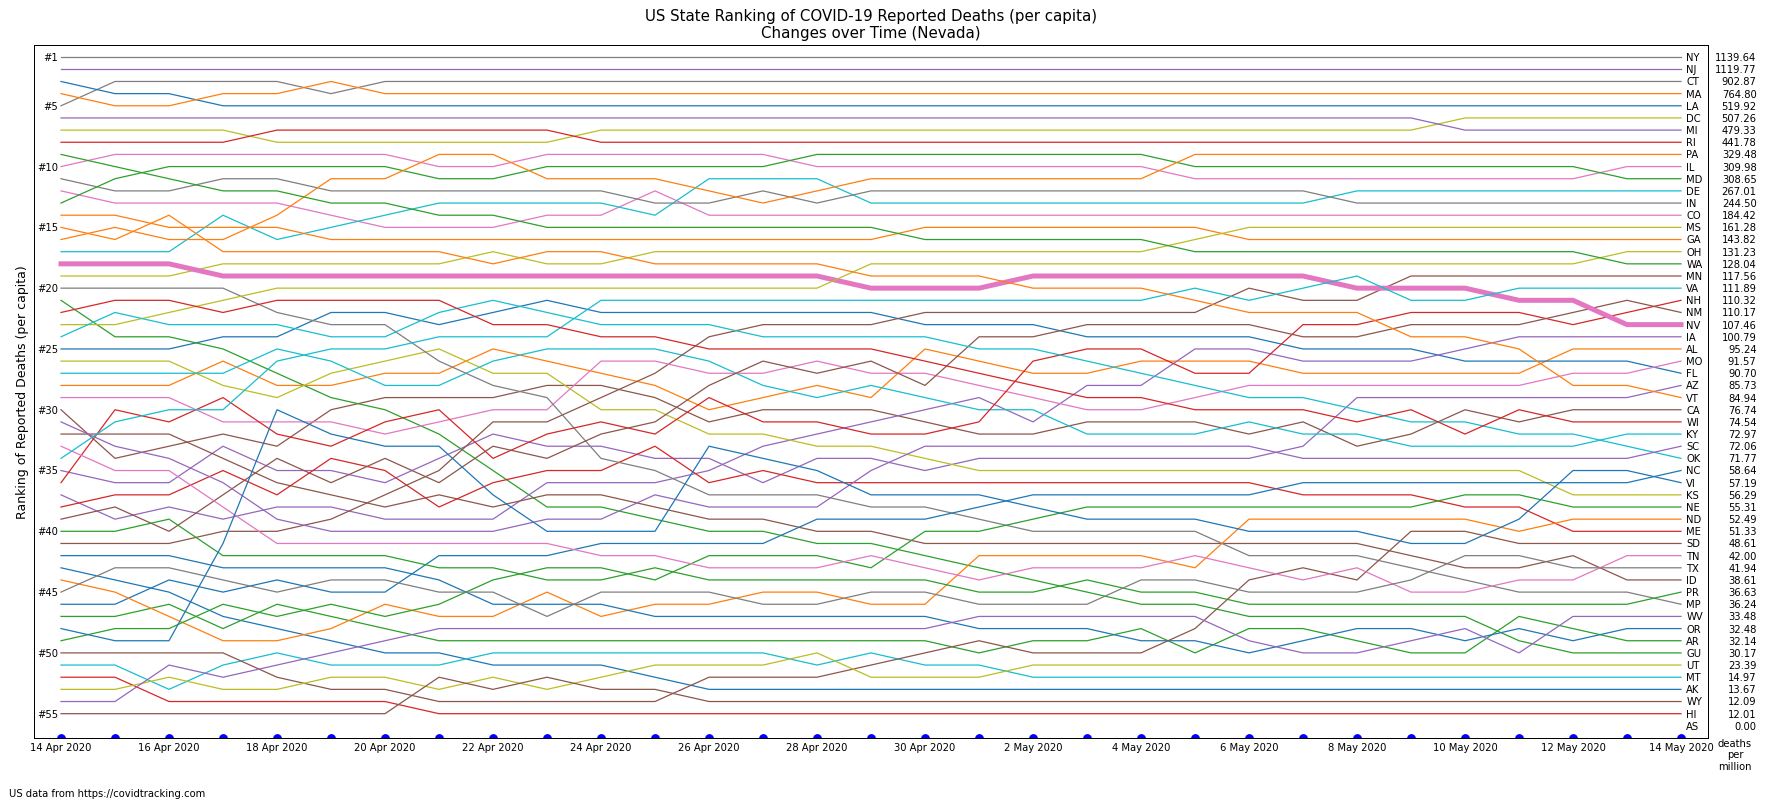 US State Ranking of COVID-19 Reported Deaths (per capita)
Changes over Time (Nevada)
Ranking of Reported Deaths (per capita)
#1
#5
#10
#15
#20
#25
#30
#35
#40
#45
#50
#55
NY 1139.64
NJ 1119.77
CT 902.87
MA 764.80
LA 519.92
DC 507.26
MI 479.33
RI 441.78
PA 329.48
IL 309.98
MD 308.65
DE 267.01
IN 244.50
CO 184.42
MS 161.28
GA 143.82
OH 131.23
WA 128.04
MN 117.56
VA 111.89
NH 110.32
NM 110.17
NV 107.46
IA 100.79
AL 95.24
MO 91.57
FL 90.70
AZ 85.73
VT 84.94
CA 76.74
WI 74.54
KY 72.97
SC 72.06
OK 71.77
NC 58.64
VI 57.19
KS 56.29
NE 55.31
ND 52.49
ME 51.33
SD 48.61
TN 42.00
TX 41.94
ID 38.61
PR 36.63
MP 36.24
WV 33.48
OR 32.48
AR 32.14
GU 30.17
UT 23.39
MT 14.97
AK 13.67
WY 12.09
HI 12.01
AS 0.00
14 Apr 2020 16 Apr 2020 18 Apr 2020 20 Apr 2020 22 Apr 2020 24 Apr 2020 26 Apr 2020 28 Apr 2020 30 Apr 2020 2 May 2020 4 May 2020 6 May 2020 8 May 2020 10 May 2020 12 May 2020 14 May 2020
deaths
per
million
US data from https://covidtracking.com